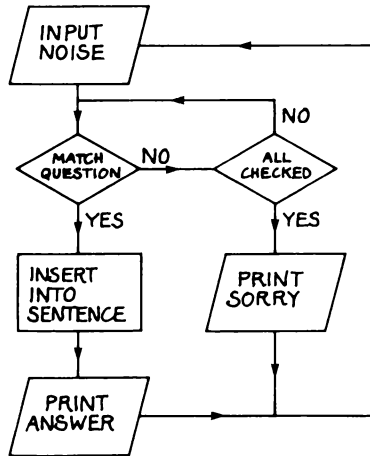 INPUT
NOISE
NO
MATCH
QUESTION
NO
ALL
CHECKED
YES
YES
INSERT
INTO
SENTENCE
PRINT
SORRY
PRINT
ANSWER